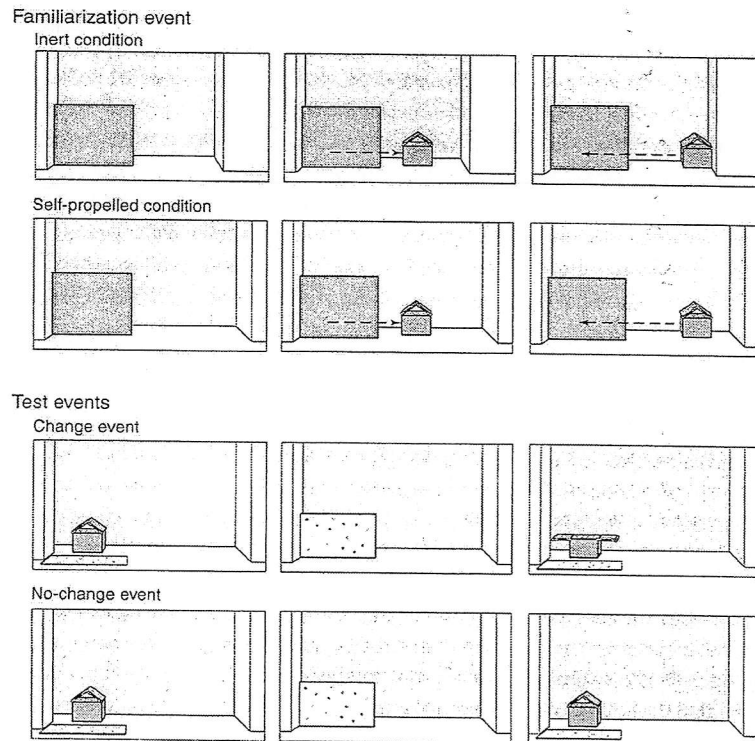 Familiarization event
Inert condition
Self-propelled condition
Test events
Change event
No-change event